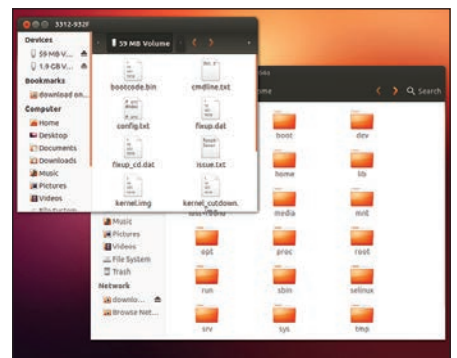 3312-932F
Devices
59 MB V...
1.9 GB V...
Bookmarks
download on...
Computer
Home
Desktop
Documents
Downloads
Music
Pictures
Videos
File System
59 MB Volume
bootcode.bin
cmdline.txt
config.txt
fixup.dat
fixup_cd.dat
issue.txt
kernel.img
kernel_cutdown.
Search
boot
dev
home
lib
media
mnt
opt
proc
root
run
sbin
selinux
srv
sys
tmp
Music
Pictures
Videos
File System
Trash
Network
downlo...
Browse Net...